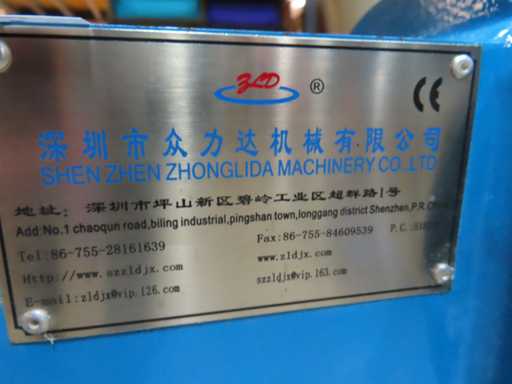 ZLD ®
CE
深圳市众力达机械有限公司
SHEN ZHEN ZHONGLIDA MACHINERY CO.,LTD
地址: 深圳市坪山新区碧岭工业区超群路1号
Add:No.1 chaoqun road,biling industrial,pingshan town,longgang district Shenzhen,P.R.
Tel:86-755-28161639 Fax:86-755-84609539 P.C.:
Http://www.szzldjx.com www.zldjx.com
E-mail:zldjx@vip.126.com szzldjx@vip.163.com